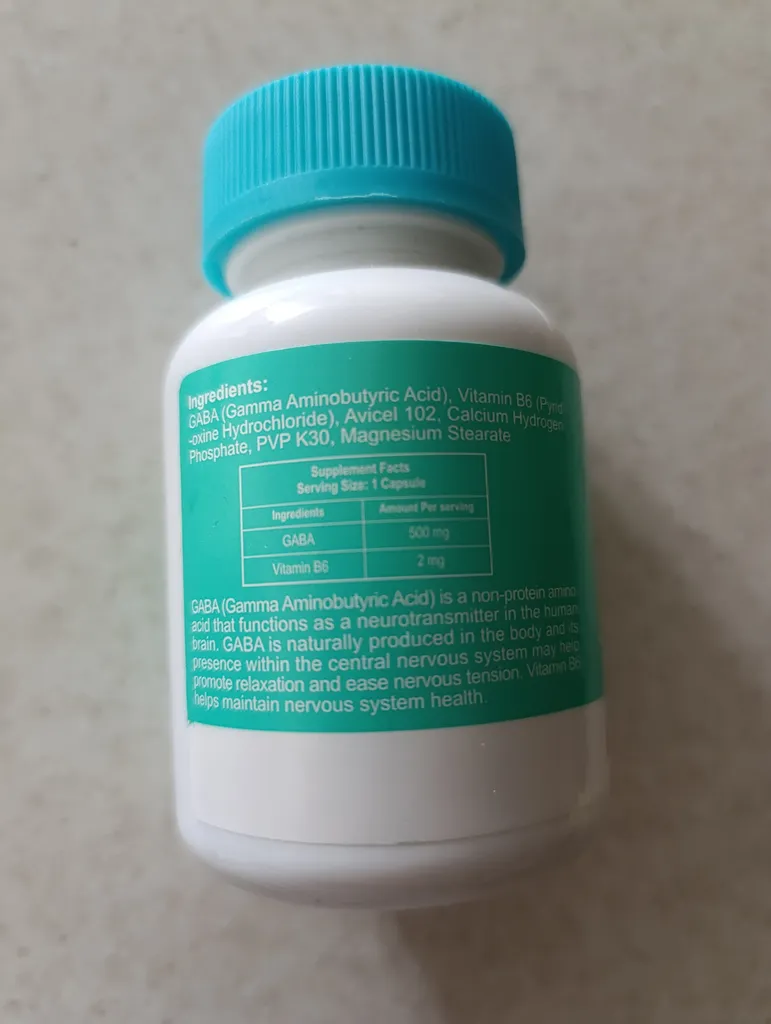 Ingredients:
GABA (Gamma Aminobutyric Acid), Vitamin B6 (Pyrid
-oxine Hydrochloride), Avicel 102, Calcium Hydrogen
Phosphate, PVP K30, Magnesium Stearate
Supplement Facts
Serving Size: 1 Capsule
Ingredients Amount Per serving
GABA 500 mg
Vitamin B6 2 mg
GABA (Gamma Aminobutyric Acid) is a non-protein amino
acid that functions as a neurotransmitter in the human
brain. GABA is naturally produced in the body and its
presence within the central nervous system may help
promote relaxation and ease nervous tension. Vitamin B6
helps maintain nervous system health.